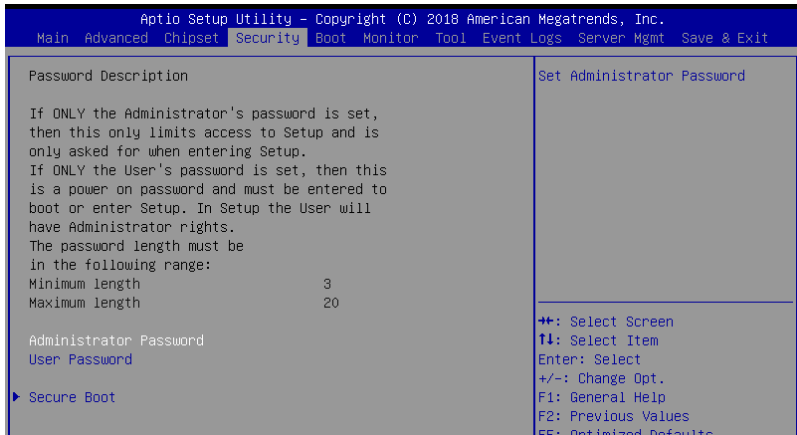 Aptio Setup Utility – Copyright (C) 2018 American Megatrends, Inc.
Main Advanced Chipset Security Boot Monitor Tool Event Logs Server Mgmt Save & Exit
Password Description
If ONLY the Administrator's password is set,
then this only limits access to Setup and is
only asked for when entering Setup.
If ONLY the User's password is set, then this
is a power on password and must be entered to
boot or enter Setup. In Setup the User will
have Administrator rights.
The password length must be
in the following range:
Minimum length 3
Maximum length 20
Administrator Password
User Password
Secure Boot
Set Administrator Password
→←: Select Screen
↑↓: Select Item
Enter: Select
+/-: Change Opt.
F1: General Help
F2: Previous Values
Optimized Defaults